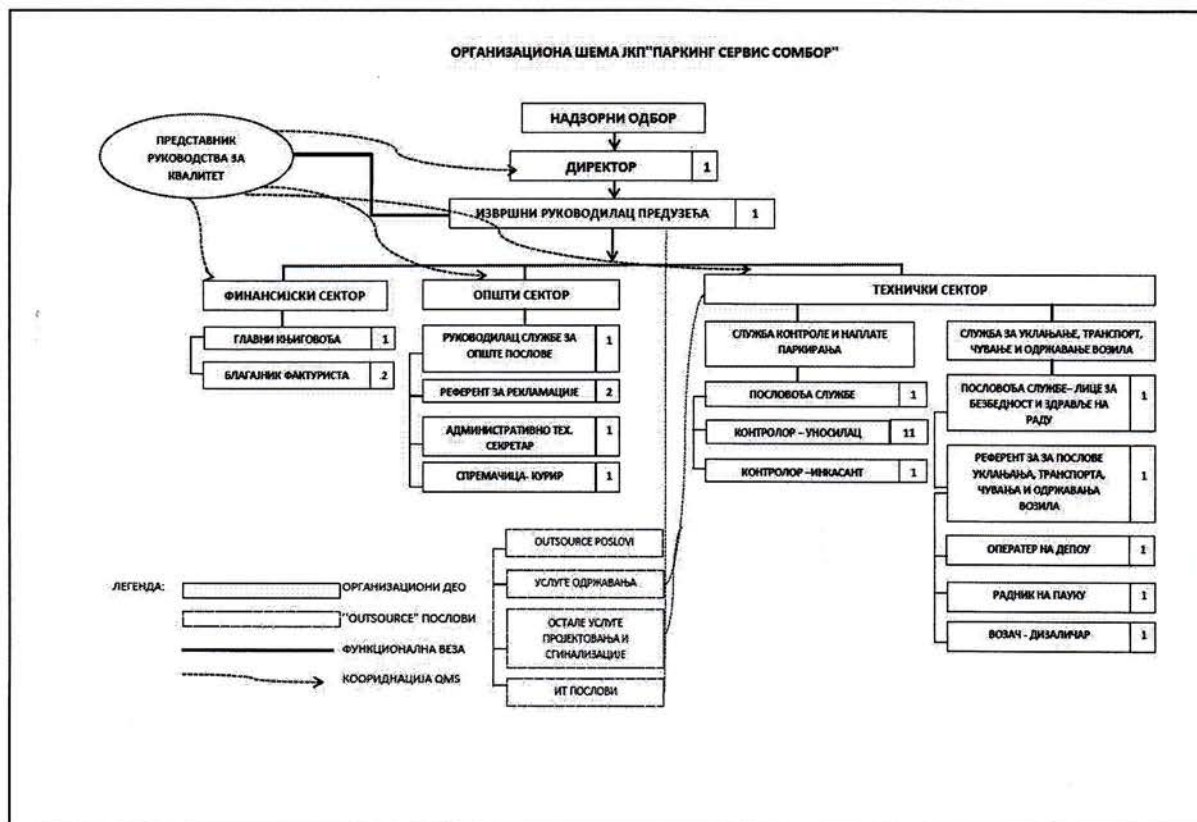 ОРГАНИЗАЦИОНА ШЕМА ЈКП"ПАРКИНГ СЕРВИС СОМБОР"
НАДЗОРНИ ОДБОР
ПРЕДСТАВНИК
РУКОВОДСТВА ЗА
КВАЛИТЕТ
ДИРЕКТОР 1
ИЗВРШНИ РУКОВОДИЛАЦ ПРЕДУЗЕЋА 1
ФИНАНСИЈСКИ СЕКТОР
ГЛАВНИ КЊИГОВОЂА 1
БЛАГАЈНИК ФАКТУРИСТА 2
ОПШТИ СЕКТОР
РУКОВОДИЛАЦ СЛУЖБЕ ЗА
ОПШТЕ ПОСЛОВЕ
1
РЕФЕРЕНТ ЗА РЕКЛАМАЦИЈЕ 2
АДМИНИСТРАТИВНО ТЕХ.
СЕКРЕТАР
1
СПРЕМАЧИЦА- КУРИР 1
ТЕХНИЧКИ СЕКТОР
СЛУЖБА КОНТРОЛЕ И НАПЛАТЕ
ПАРКИРАЊА
ПОСЛОВОЂА СЛУЖБЕ 1
КОНТРОЛОР – УНОСИЛАЦ 11
КОНТРОЛОР –ИНКАСАНТ 1
СЛУЖБА ЗА УКЛАЊАЊЕ, ТРАНСПОРТ,
ЧУВАЊЕ И ОДРЖАВАЊЕ ВОЗИЛА
ПОСЛОВОЂА СЛУЖБЕ– ЛИЦЕ ЗА
БЕЗБЕДНОСТ И ЗДРАВЉЕ НА
РАДУ
1
РЕФЕРЕНТ ЗА ЗА ПОСЛОВЕ
УКЛАЊАЊА, ТРАНСПОРТА,
ЧУВАЊА И ОДРЖАВАЊА
ВОЗИЛА
1
ОПЕРАТЕР НА ДЕПОУ 1
РАДНИК НА ПАУКУ 1
ВОЗАЧ - ДИЗАЛИЧАР 1
OUTSOURCE POSLOVI
УСЛУГЕ ОДРЖАВАЊА
ОСТАЛЕ УСЛУГЕ
ПРОЈЕКТОВАЊА И
СГИНАЛИЗАЦИЈЕ
ИТ ПОСЛОВИ
ЛЕГЕНДА:
ОРГАНИЗАЦИОНИ ДЕО
"OUTSOURCE" ПОСЛОВИ
ФУНКЦИОНАЛНА ВЕЗА
КООРИДНАЦИЈА QMS